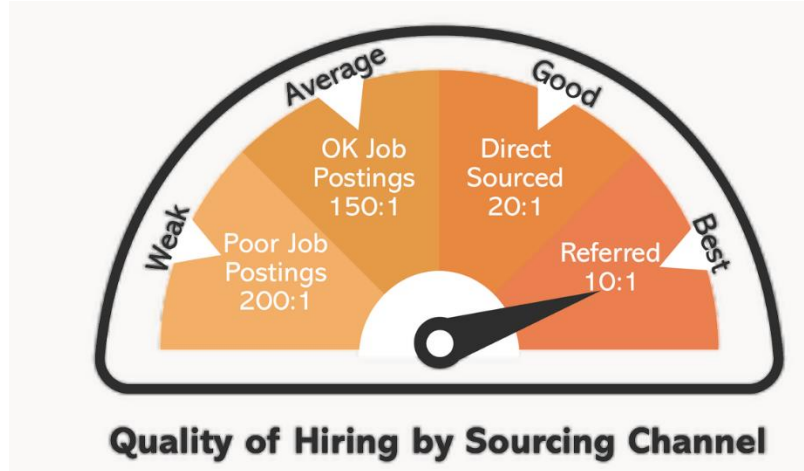 Weak
Average
Good
Best
Poor Job
Postings
200:1
OK Job
Postings
150:1
Direct
Sourced
20:1
Referred
10:1
Quality of Hiring by Sourcing Channel